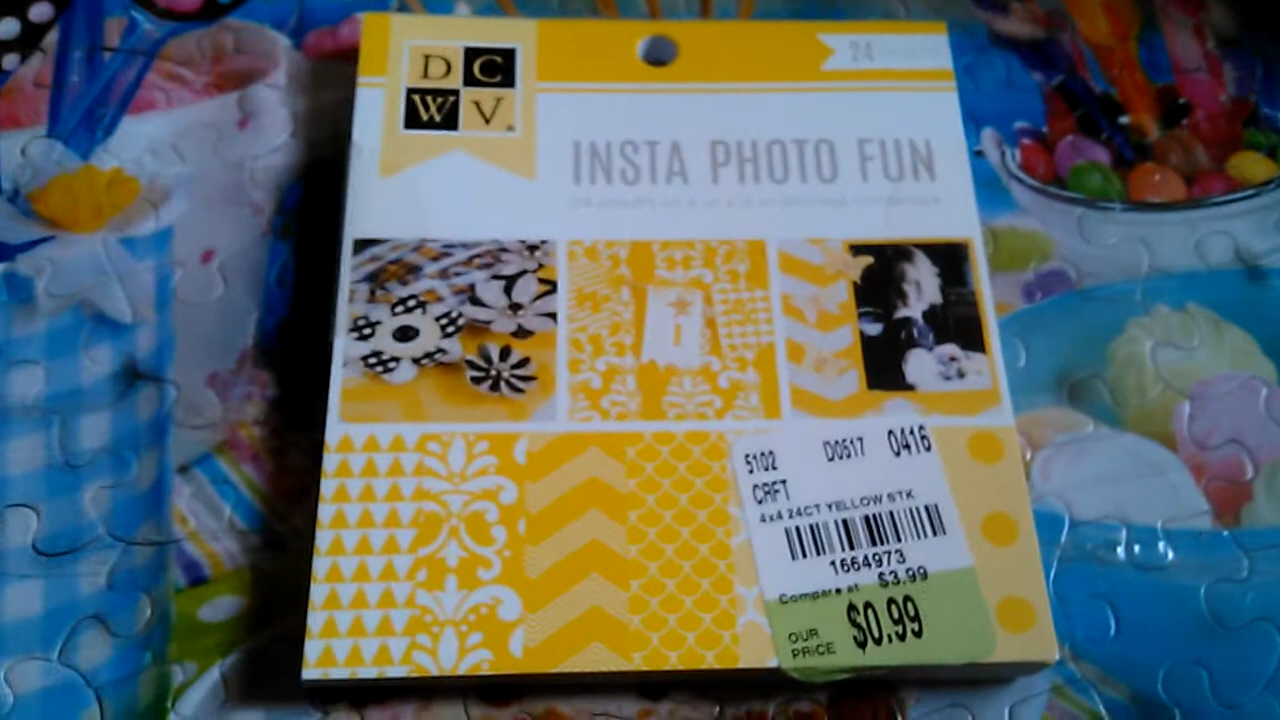 D C
W V
24
INSTA PHOTO FUN
5102 D0517 0416
CRFT
4x4 24CT YELLOW STK
1664973
Compare at $3.99
OUR PRiCE $0.99